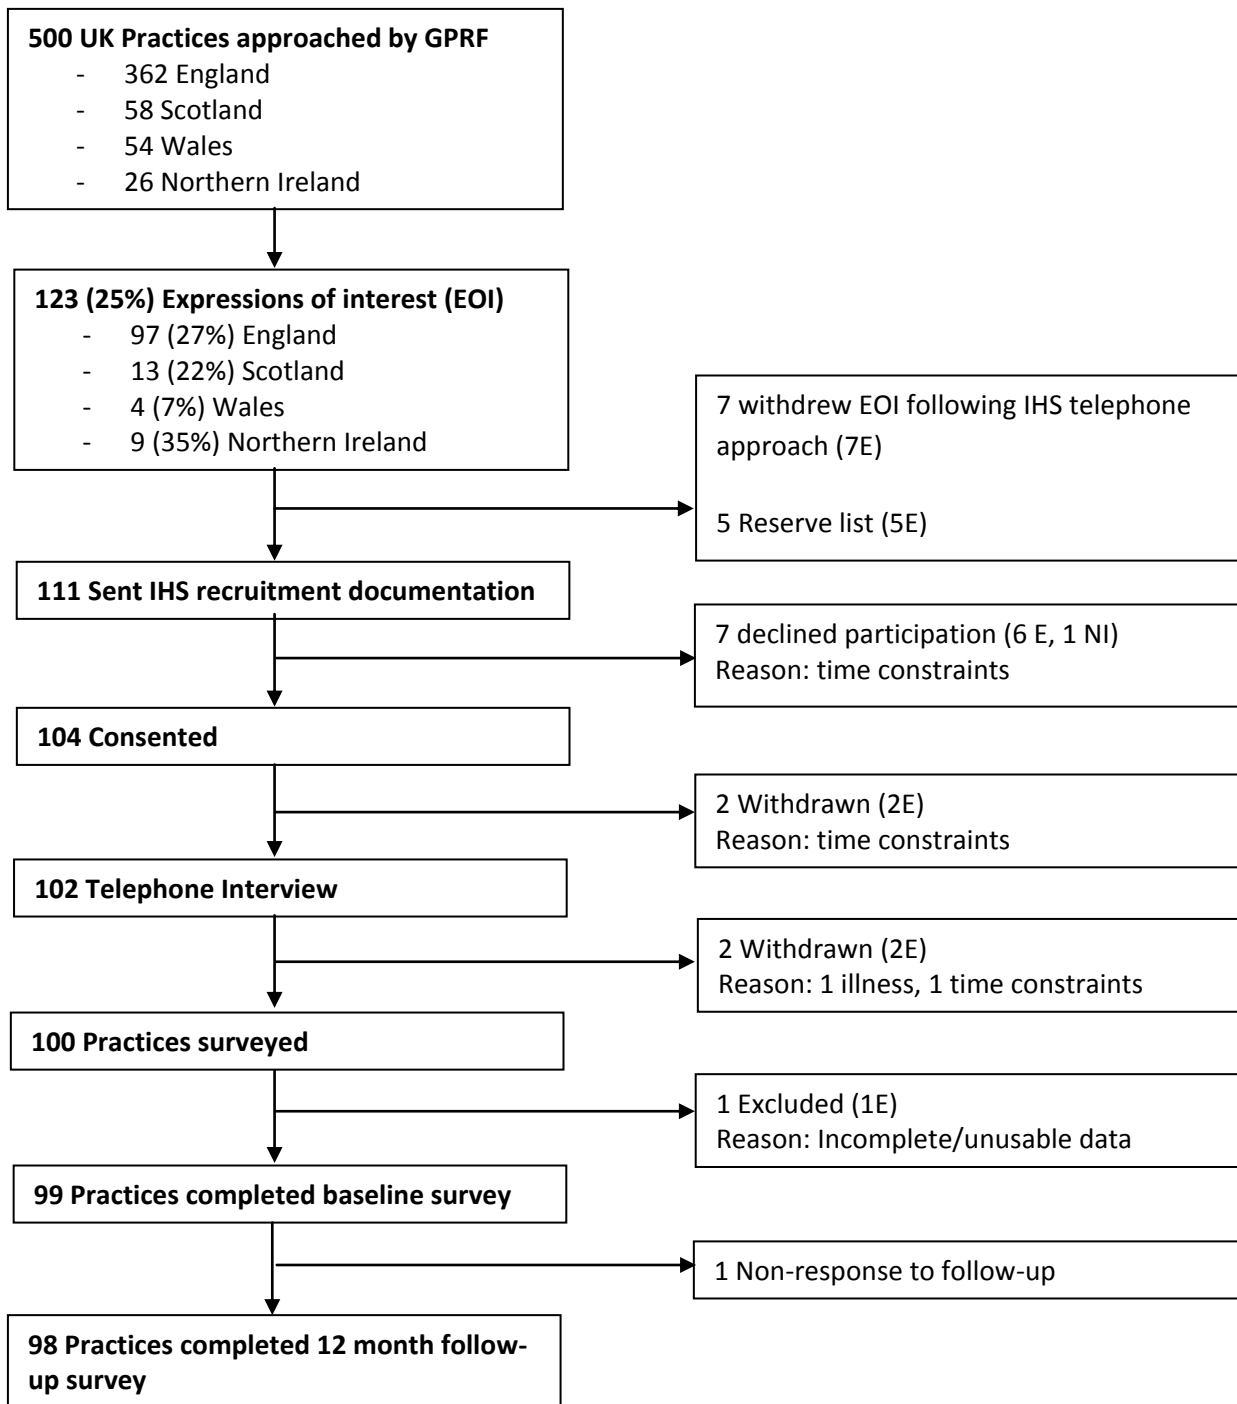 500 UK Practices approached by GPRF
- 362 England
- 58 Scotland
- 54 Wales
- 26 Northern Ireland
123 (25%) Expressions of interest (EOI)
- 97 (27%) England
- 13 (22%) Scotland
- 4 (7%) Wales
- 9 (35%) Northern Ireland
7 withdrew EOI following IHS telephone
approach (7E)
5 Reserve list (5E)
111 Sent IHS recruitment documentation
7 declined participation (6 E, 1 NI)
Reason: time constraints
104 Consented
2 Withdrawn (2E)
Reason: time constraints
102 Telephone Interview
2 Withdrawn (2E)
Reason: 1 illness, 1 time constraints
100 Practices surveyed
1 Excluded (1E)
Reason: Incomplete/unusable data
99 Practices completed baseline survey
1 Non-response to follow-up
98 Practices completed 12 month follow-
up survey